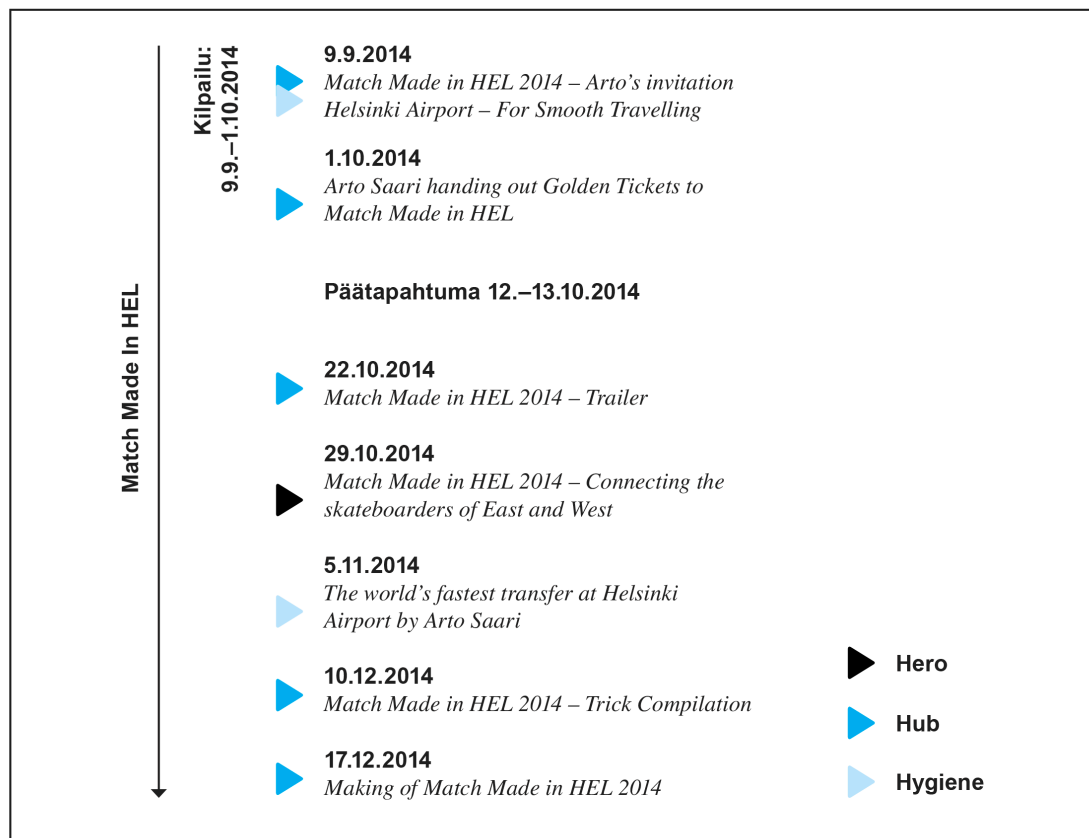 Match Made In HEL
Kilpailu:
9.9.–1.10.2014
9.9.2014
Match Made in HEL 2014 – Arto’s invitation
Helsinki Airport – For Smooth Travelling
1.10.2014
Arto Saari handing out Golden Tickets to
Match Made in HEL
Päätapahtuma 12.–13.10.2014
22.10.2014
Match Made in HEL 2014 – Trailer
29.10.2014
Match Made in HEL 2014 – Connecting the
skateboarders of East and West
5.11.2014
The world’s fastest transfer at Helsinki
Airport by Arto Saari
10.12.2014
Match Made in HEL 2014 – Trick Compilation
17.12.2014
Making of Match Made in HEL 2014
Hero
Hub
Hygiene